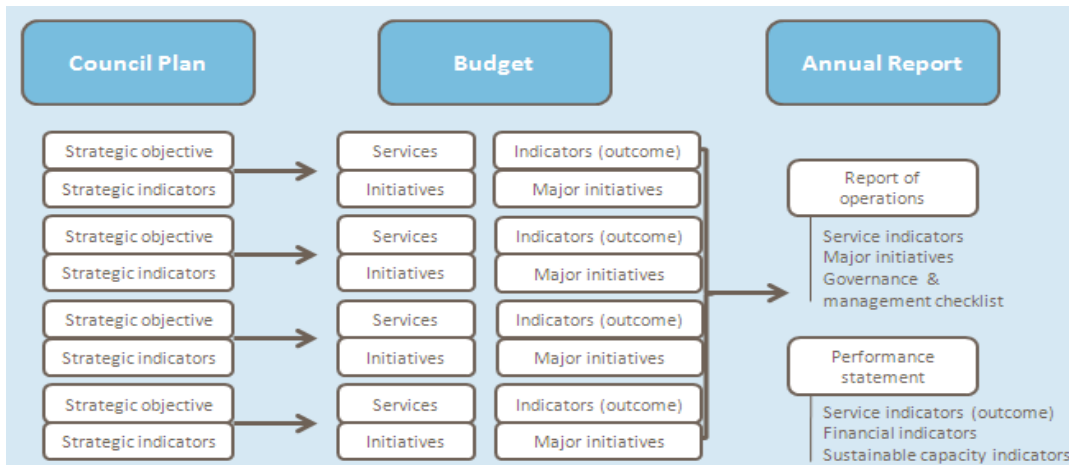 Council Plan
Budget
Annual Report
Strategic objective
Strategic indicators
Services
Initiatives
Indicators (outcome)
Major initiatives
Strategic objective
Strategic indicators
Services
Initiatives
Indicators (outcome)
Major initiatives
Strategic objective
Strategic indicators
Services
Initiatives
Indicators (outcome)
Major initiatives
Strategic objective
Strategic indicators
Services
Initiatives
Indicators (outcome)
Major initiatives
Report of
operations
Service indicators
Major initiatives
Governance &
management checklist
Performance
statement
Service indicators (outcome)
Financial indicators
Sustainable capacity indicators